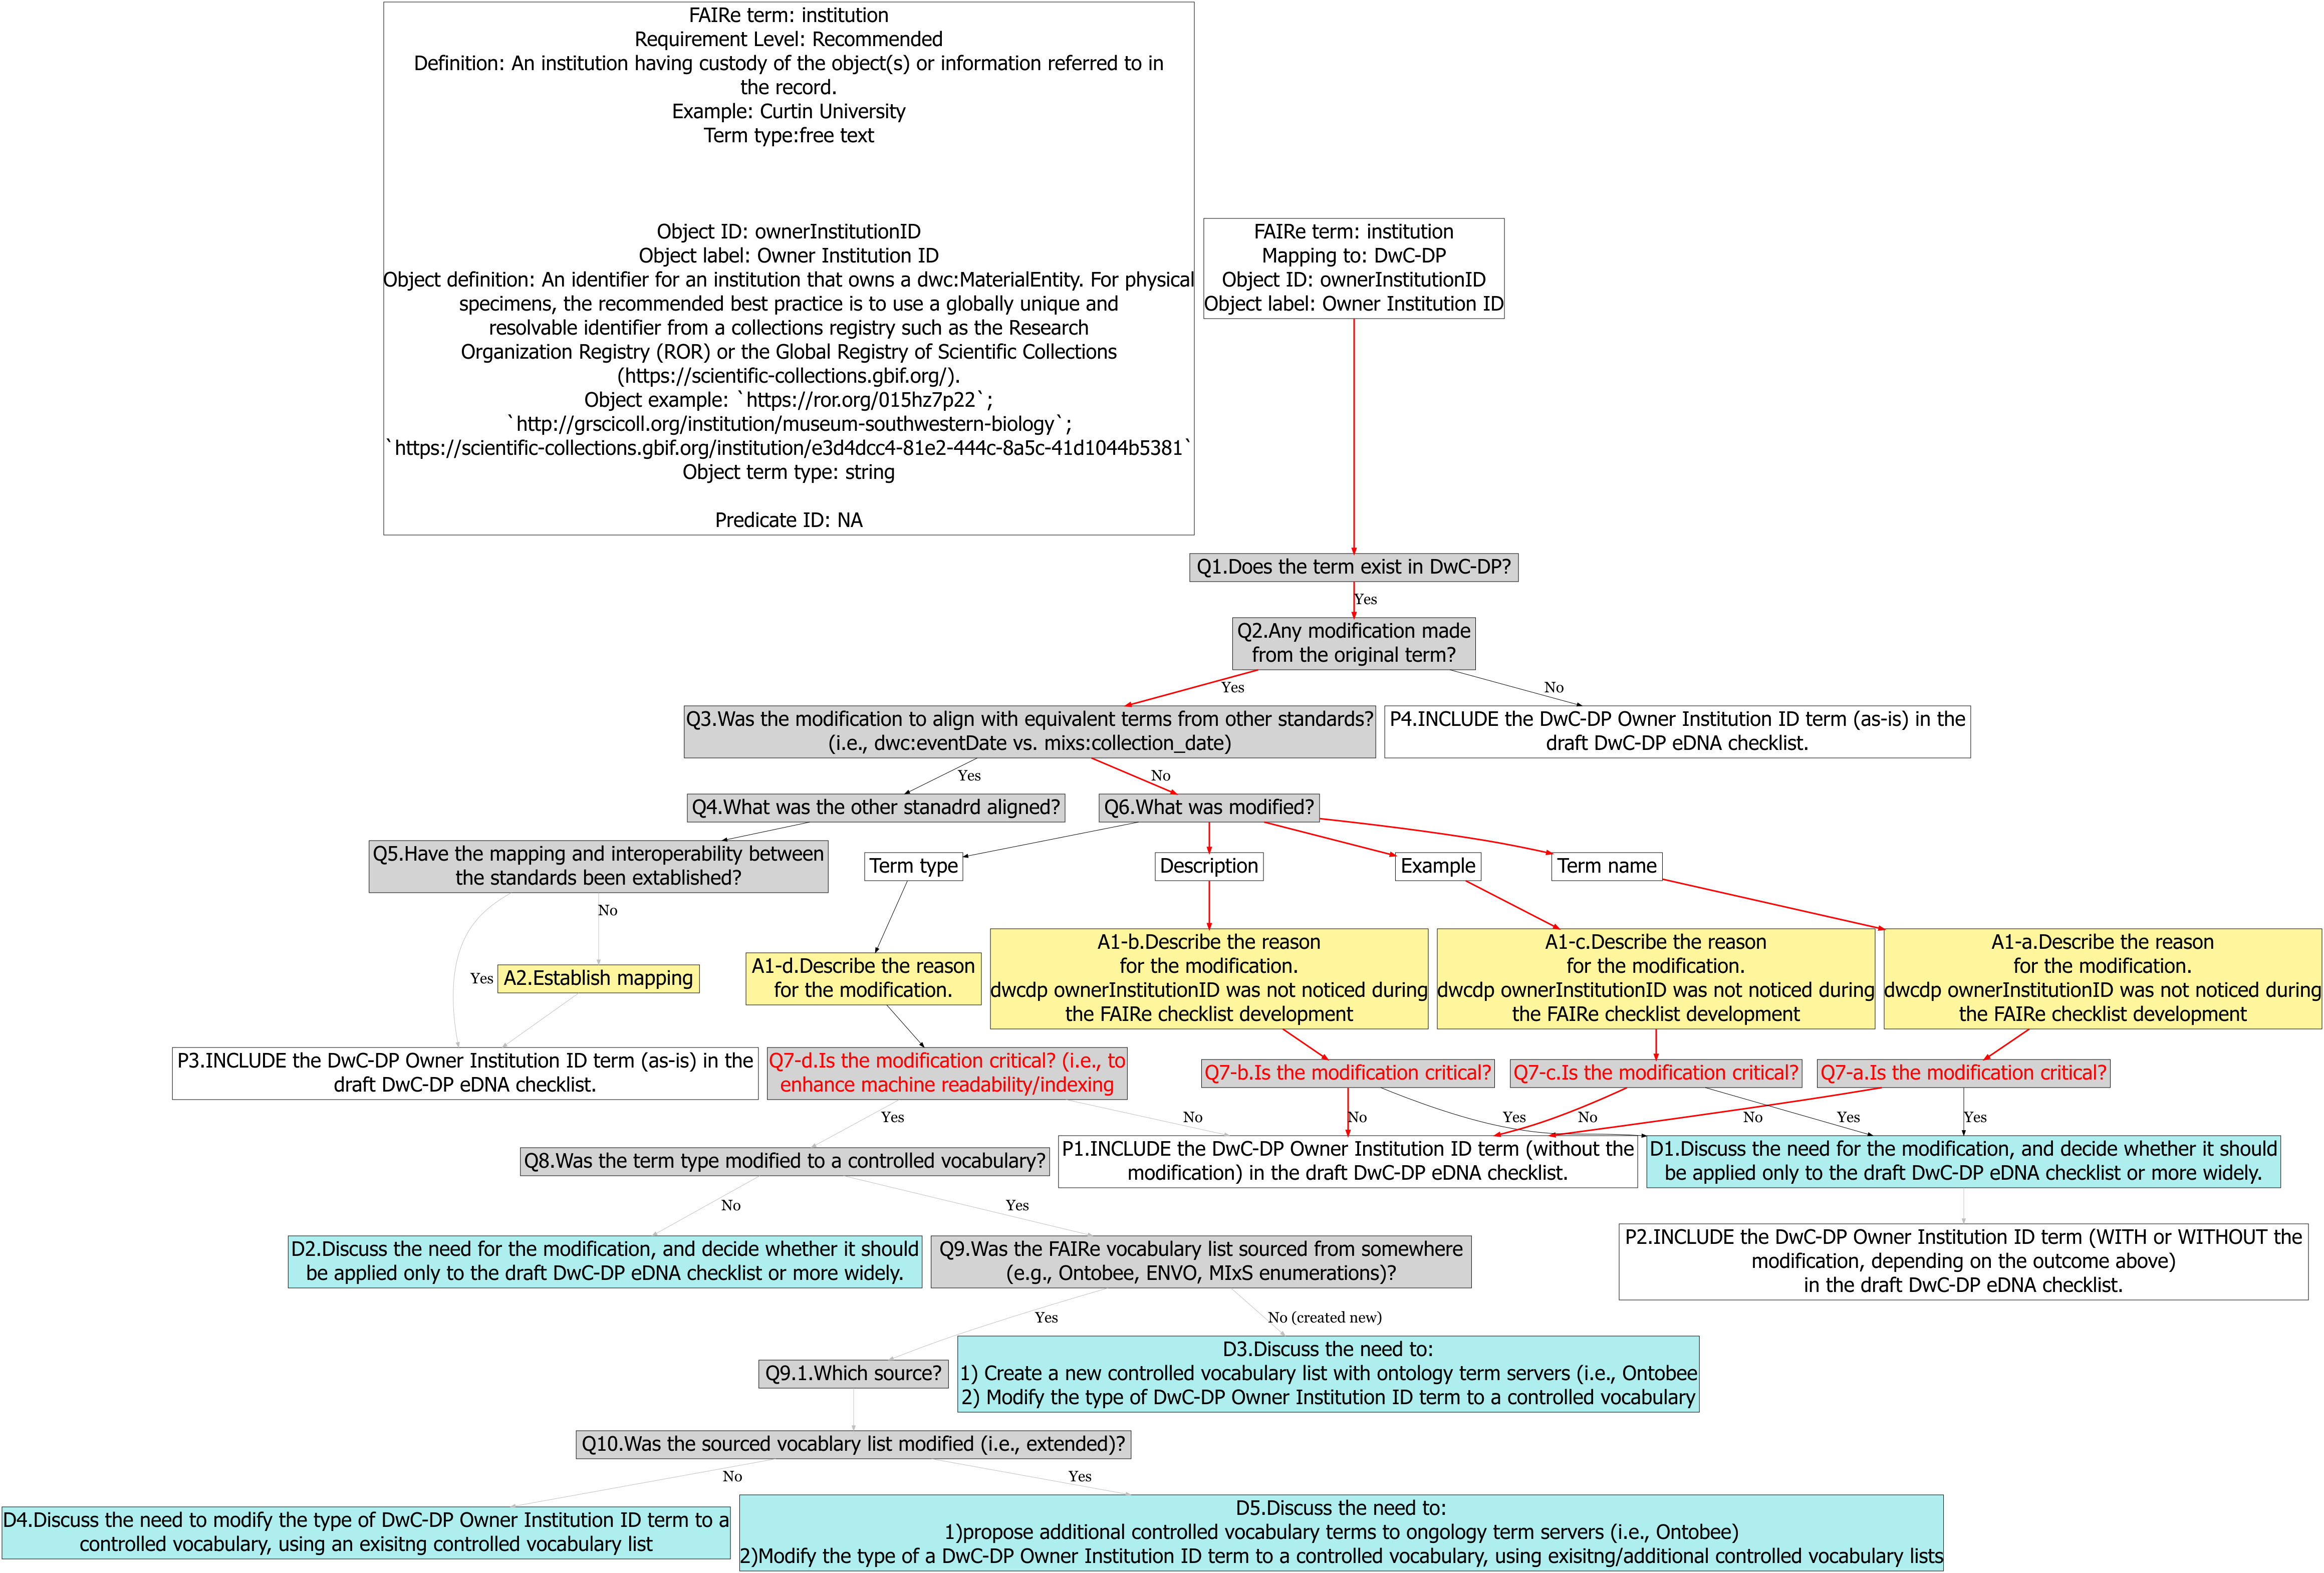 FAIRe term: institution
Requirement Level: Recommended
Definition: An institution having custody of the object(s) or information referred to in
the record.
Example: Curtin University
Term type:free text
Object ID: ownerInstitutionID
Object label: Owner Institution ID
Object definition: An identifier for an institution that owns a dwc:MaterialEntity. For physical
specimens, the recommended best practice is to use a globally unique and
resolvable identifier from a collections registry such as the Research
Organization Registry (ROR) or the Global Registry of Scientific Collections
(https://scientific-collections.gbif.org/).
Object example: `https://ror.org/015hz7p22`;
`http://grscicoll.org/institution/museum-southwestern-biology`;
`https://scientific-collections.gbif.org/institution/e3d4dcc4-81e2-444c-8a5c-41d1044b5381`
Object term type: string
Predicate ID: NA
FAIRe term: institution
Mapping to: DwC-DP
Object ID: ownerInstitutionID
Object label: Owner Institution ID
Q1.Does the term exist in DwC-DP?
Yes
Q2.Any modification made
from the original term?
Yes
No
Q3.Was the modification to align with equivalent terms from other standards?
(i.e., dwc:eventDate vs. mixs:collection_date)
P4.INCLUDE the DwC-DP Owner Institution ID term (as-is) in the
draft DwC-DP eDNA checklist.
Yes
No
Q4.What was the other stanadrd aligned?
Q6.What was modified?
Q5.Have the mapping and interoperability between
the standards been extablished?
Term type
Description
Example
Term name
No
Yes
A2.Establish mapping
A1-d.Describe the reason
for the modification.
A1-b.Describe the reason
for the modification.
dwcdp ownerInstitutionID was not noticed during
the FAIRe checklist development
A1-c.Describe the reason
for the modification.
dwcdp ownerInstitutionID was not noticed during
the FAIRe checklist development
A1-a.Describe the reason
for the modification.
dwcdp ownerInstitutionID was not noticed during
the FAIRe checklist development
P3.INCLUDE the DwC-DP Owner Institution ID term (as-is) in the
draft DwC-DP eDNA checklist.
Q7-d.Is the modification critical? (i.e., to
enhance machine readability/indexing
Q7-b.Is the modification critical?
Q7-c.Is the modification critical?
Q7-a.Is the modification critical?
Yes
No
No
Yes
No
No
Yes
Yes
Q8.Was the term type modified to a controlled vocabulary?
P1.INCLUDE the DwC-DP Owner Institution ID term (without the
modification) in the draft DwC-DP eDNA checklist.
D1.Discuss the need for the modification, and decide whether it should
be applied only to the draft DwC-DP eDNA checklist or more widely.
No
Yes
D2.Discuss the need for the modification, and decide whether it should
be applied only to the draft DwC-DP eDNA checklist or more widely.
Q9.Was the FAIRe vocabulary list sourced from somewhere
(e.g., Ontobee, ENVO, MIxS enumerations)?
P2.INCLUDE the DwC-DP Owner Institution ID term (WITH or WITHOUT the
modification, depending on the outcome above)
in the draft DwC-DP eDNA checklist.
Yes
No (created new)
Q9.1.Which source?
D3.Discuss the need to:
1) Create a new controlled vocabulary list with ontology term servers (i.e., Ontobee
2) Modify the type of DwC-DP Owner Institution ID term to a controlled vocabulary
Q10.Was the sourced vocablary list modified (i.e., extended)?
No
Yes
D4.Discuss the need to modify the type of DwC-DP Owner Institution ID term to a
controlled vocabulary, using an exisitng controlled vocabulary list
D5.Discuss the need to:
1)propose additional controlled vocabulary terms to ongology term servers (i.e., Ontobee)
2)Modify the type of a DwC-DP Owner Institution ID term to a controlled vocabulary, using exisitng/additional controlled vocabulary lists